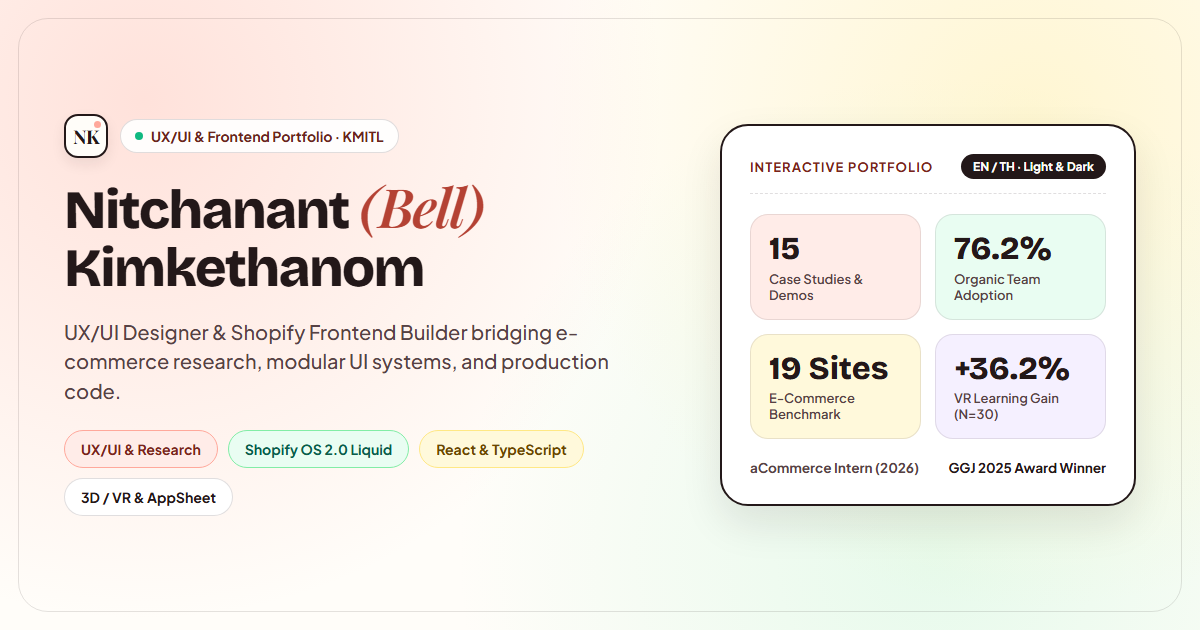 NK
UX/UI & Frontend Portfolio · KMITL
Nitchanant (Bell)
Kimkethanom
UX/UI Designer & Shopify Frontend Builder bridging e-
commerce research, modular UI systems, and production
code.
UX/UI & Research
Shopify OS 2.0 Liquid
React & TypeScript
3D / VR & AppSheet
INTERACTIVE PORTFOLIO
EN / TH · Light & Dark
15
Case Studies &
Demos
76.2%
Organic Team
Adoption
19 Sites
E-Commerce
Benchmark
+36.2%
VR Learning Gain
(N=30)
aCommerce Intern (2026)
GGJ 2025 Award Winner